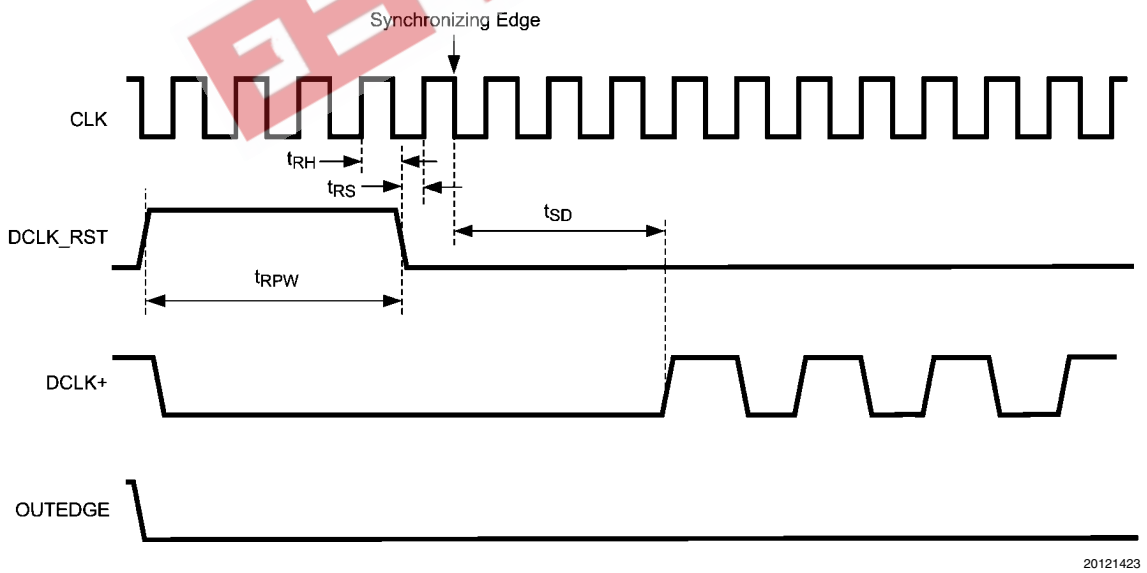 Synchronizing Edge
CLK
tRH
tRS
tSD
DCLK_RST
tRPW
DCLK+
OUTEDGE
20121423